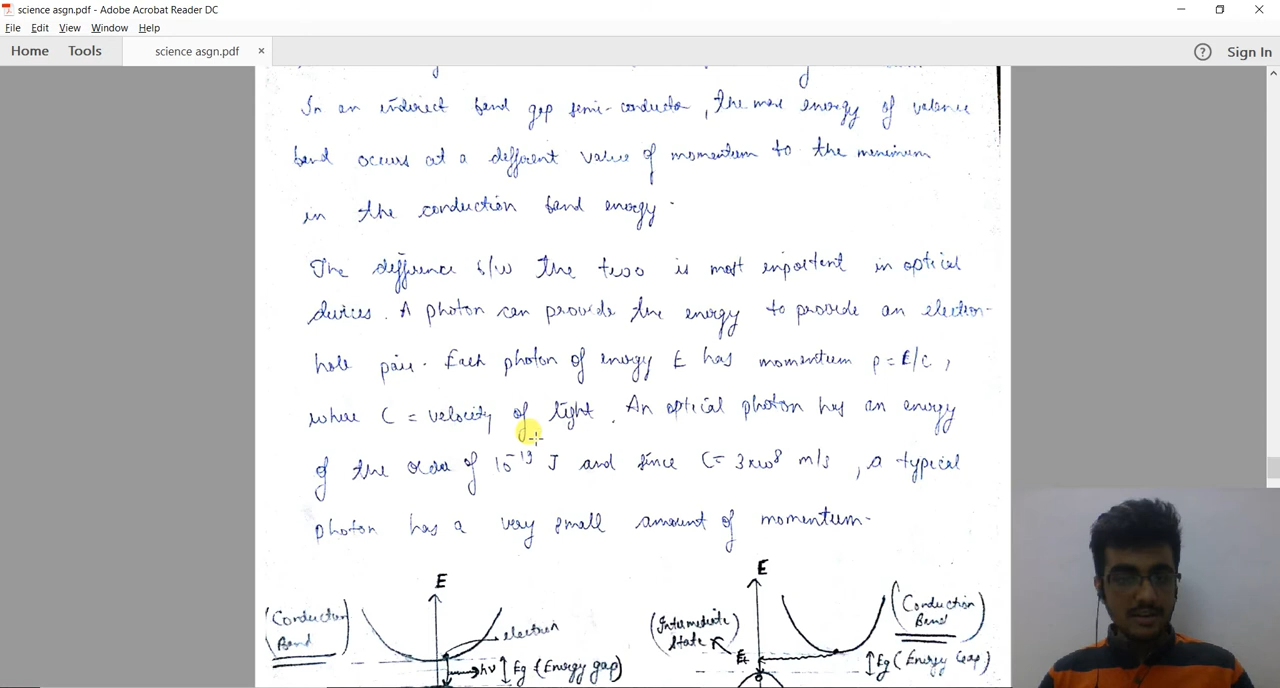 science asgn.pdf - Adobe Acrobat Reader DC
File Edit View Window Help
Home Tools science asgn.pdf × ? Sign In
In an indirect band gap semi-conductor, the max energy of valence
band occurs at a different value of momentum to the minimum
in the conduction band energy.
The difference b/w the two is most important in optical
devices. A photon can provide the energy to provide an electron-
hole pair. Each photon of energy E has momentum p = E/c,
where C = velocity of light. An optical photon has an energy
of the order of 10^-19 J and since C = 3x10^8 m/s, a typical
photon has a very small amount of momentum.
E E
(Conduction Band) electron (Intermediate State) (Conduction Band)
hν Eg (Energy gap) Et Eg (Energy Gap)